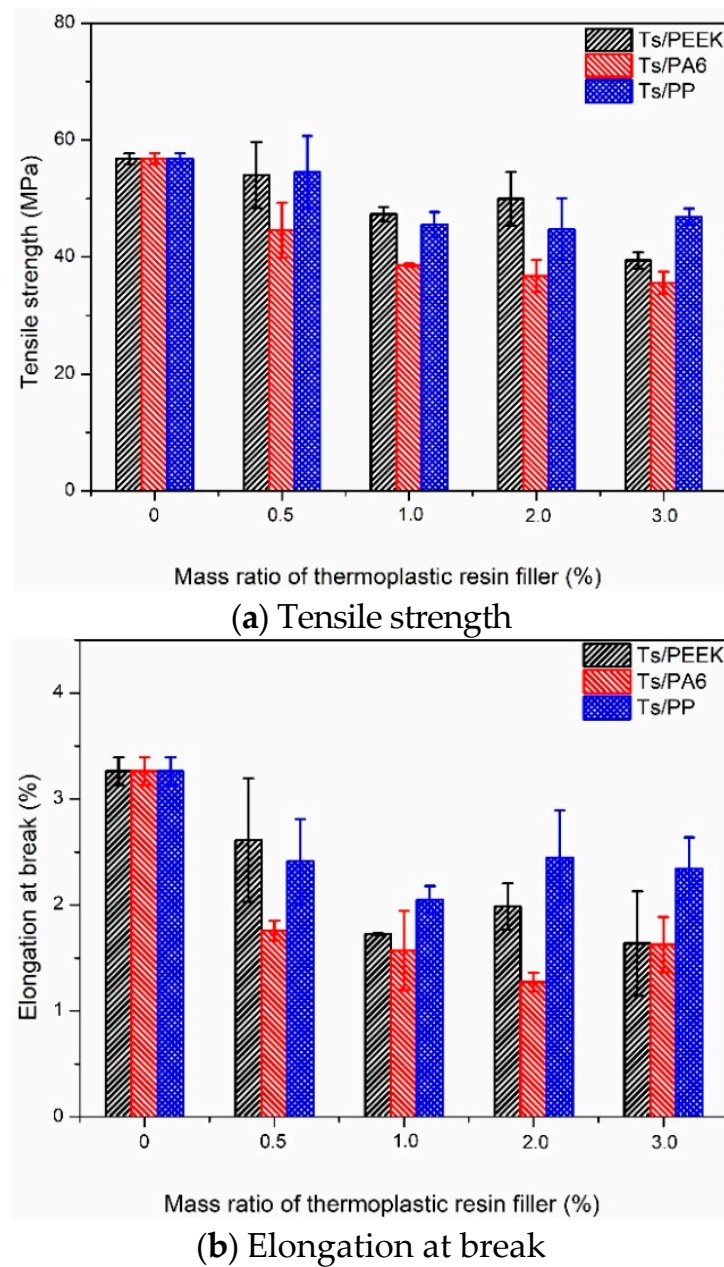 80
60
40
20
0
Tensile strength (MPa)
Ts/PEEK
Ts/PA6
Ts/PP
0 0.5 1.0 2.0 3.0
Mass ratio of thermoplastic resin filler (%)
(a) Tensile strength
4
3
2
1
0
Elongation at break (%)
Ts/PEEK
Ts/PA6
Ts/PP
0 0.5 1.0 2.0 3.0
Mass ratio of thermoplastic resin filler (%)
(b) Elongation at break